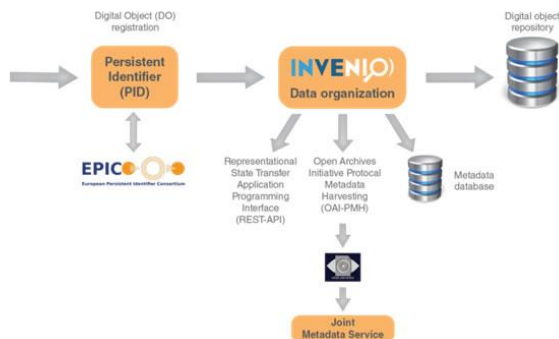 Digital Object (DO)
registration
Persistent
Identifier
(PID)
INVENIO
Data organization
Digital object
repository
EPIC
European Persistent Identifier Consortium
Representational
State Transfer
Application
Programming
Interface
(REST-API)
Open Archives
Initiative Protocal
Metadata
Harvesting
(OAI-PMH)
Metadata
database
Joint
Metadata Service